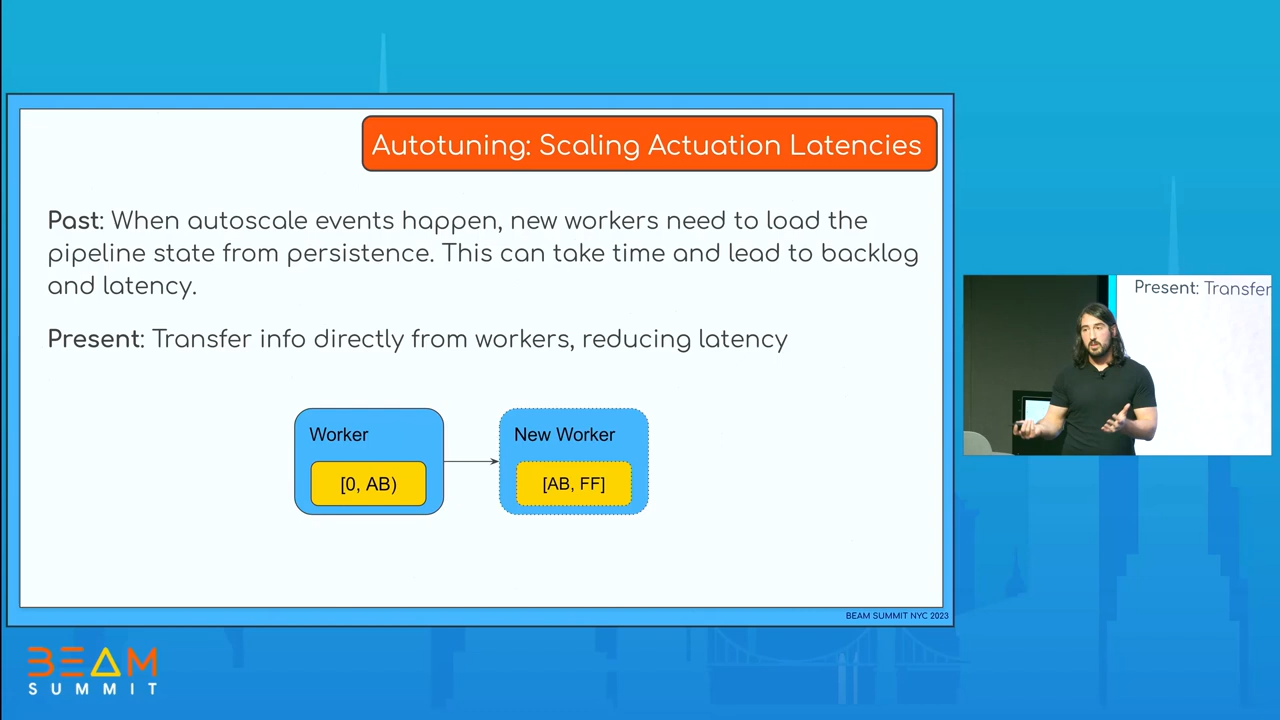 Autotuning: Scaling Actuation Latencies
Past: When autoscale events happen, new workers need to load the
pipeline state from persistence. This can take time and lead to backlog
and latency.
Present: Transfer info directly from workers, reducing latency
Worker
[0, AB)
New Worker
[AB, FF]
BEAM SUMMIT NYC 2023
Present: Transfer
BEAM
SUMMIT